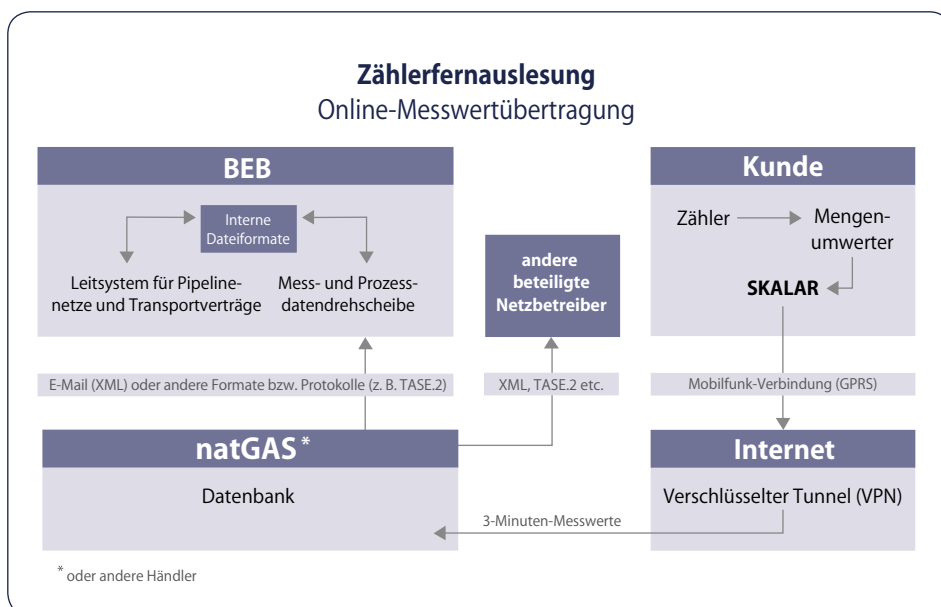 Zählerfernauslesung
Online-Messwertübertragung
BEB
Interne
Dateiformate
Leitsystem für Pipeline-
netze und Transportverträge
Mess- und Prozess-
datendrehscheibe
andere
beteiligte
Netzbetreiber
Kunde
Zähler
Mengen-
umwerter
SKALAR
E-Mail (XML) oder andere Formate bzw. Protokolle (z. B. TASE.2)
XML, TASE.2 etc.
Mobilfunk-Verbindung (GPRS)
natGAS *
Datenbank
Internet
Verschlüsselter Tunnel (VPN)
3-Minuten-Messwerte
* oder andere Händler